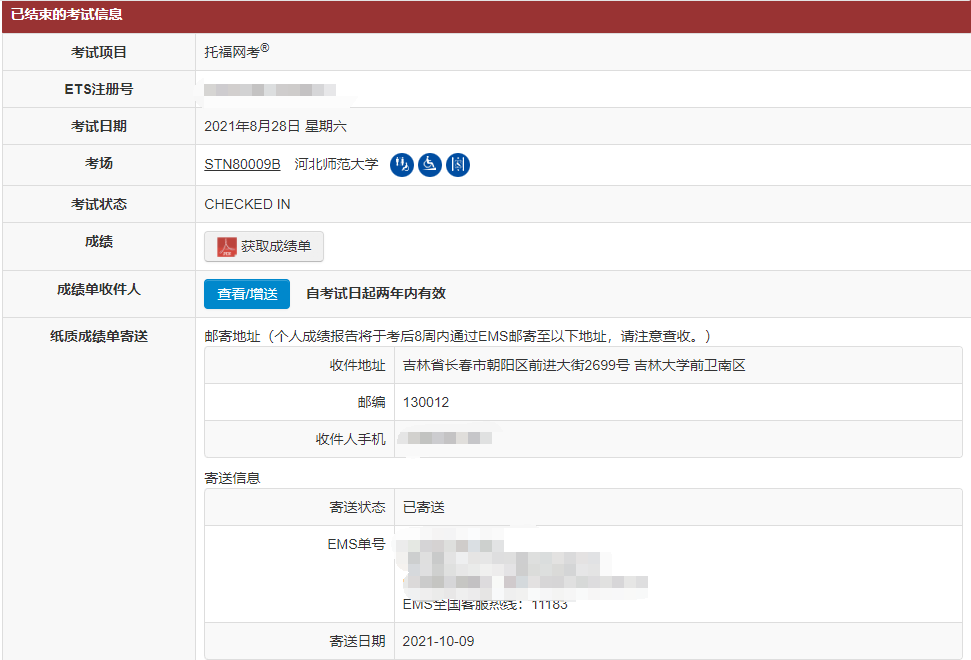 已结束的考试信息
考试项目 托福网考®
ETS注册号
考试日期 2021年8月28日 星期六
考场 STN80009B 河北师范大学
考试状态 CHECKED IN
成绩 获取成绩单
成绩单收件人 查看/增送 自考试日起两年内有效
纸质成绩单寄送 邮寄地址（个人成绩报告将于考后8周内通过EMS邮寄至以下地址，请注意查收。）
收件地址 吉林省长春市朝阳区前进大街2699号 吉林大学前卫南区
邮编 130012
收件人手机
寄送信息
寄送状态 已寄送
EMS单号
EMS全国客服热线：11183
寄送日期 2021-10-09